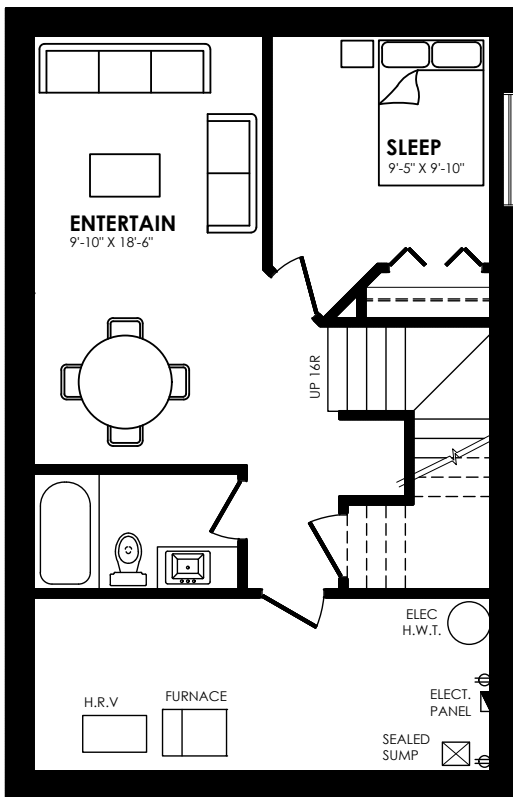 SLEEP
9'-5" X 9'-10"
ENTERTAIN
9'-10" X 18'-6"
UP 16R
ELEC
H.W.T.
H.R.V
FURNACE
ELECT.
PANEL
SEALED
SUMP